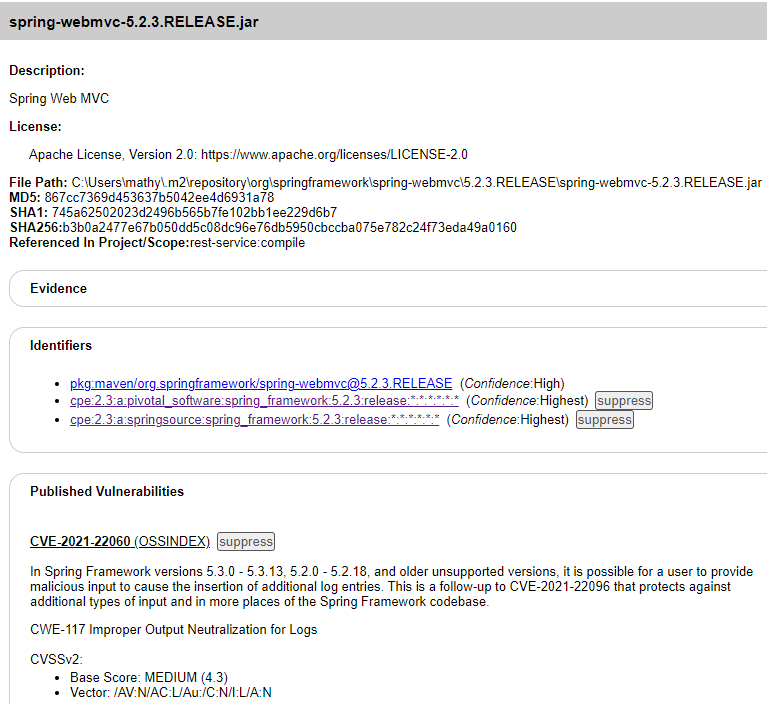 spring-webmvc-5.2.3.RELEASE.jar
Description:
Spring Web MVC
License:
Apache License, Version 2.0: https://www.apache.org/licenses/LICENSE-2.0
File Path: C:\Users\mathy\.m2\repository\org\springframework\spring-webmvc\5.2.3.RELEASE\spring-webmvc-5.2.3.RELEASE.jar
MD5: 867cc7369d453637b5042ee4d6931a78
SHA1: 745a62502023d2496b565b7fe102bb1ee229d6b7
SHA256:b3b0a2477e67b050dd5c08dc96e76db5950cbccba075e782c24f73eda49a0160
Referenced In Project/Scope:rest-service:compile
Evidence
Identifiers
• pkg:maven/org.springframework/spring-webmvc@5.2.3.RELEASE (Confidence:High)
• cpe:2.3:a:pivotal_software:spring_framework:5.2.3:release:*:*:*:*:*:* (Confidence:Highest) suppress
• cpe:2.3:a:springsource:spring_framework:5.2.3:release:*:*:*:*:*:* (Confidence:Highest) suppress
Published Vulnerabilities
CVE-2021-22060 (OSSINDEX) suppress
In Spring Framework versions 5.3.0 - 5.3.13, 5.2.0 - 5.2.18, and older unsupported versions, it is possible for a user to provide
malicious input to cause the insertion of additional log entries. This is a follow-up to CVE-2021-22096 that protects against
additional types of input and in more places of the Spring Framework codebase.
CWE-117 Improper Output Neutralization for Logs
CVSSv2:
• Base Score: MEDIUM (4.3)
• Vector: /AV:N/AC:L/Au:/C:N/I:L/A:N